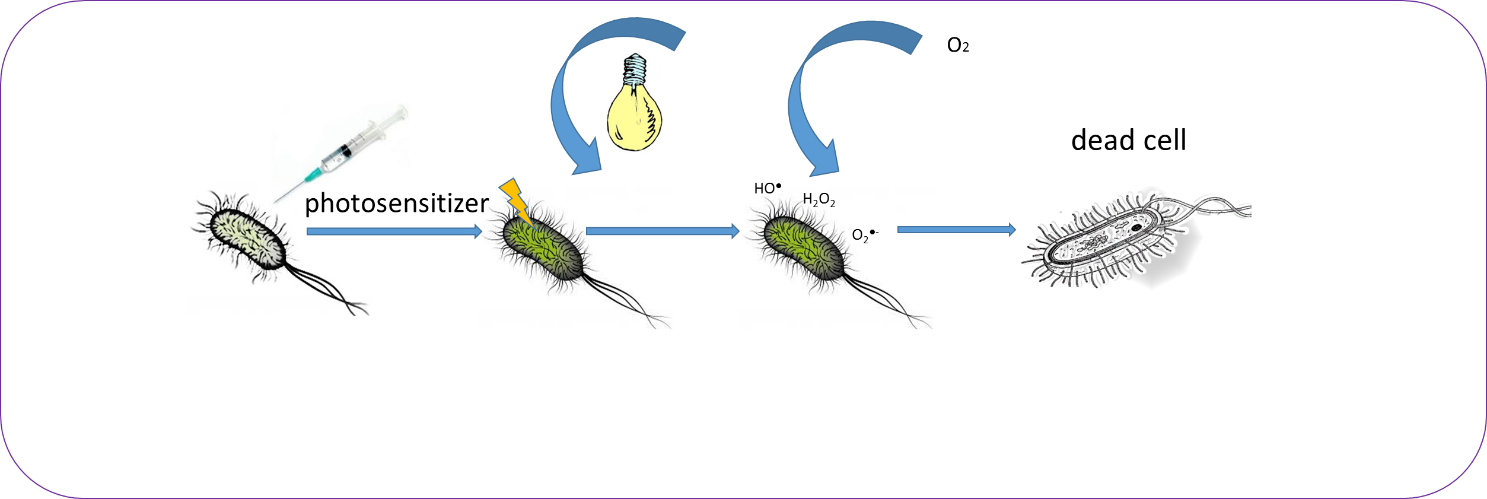 O₂
dead cell
HO•
H₂O₂
photosensitizer
O₂•-